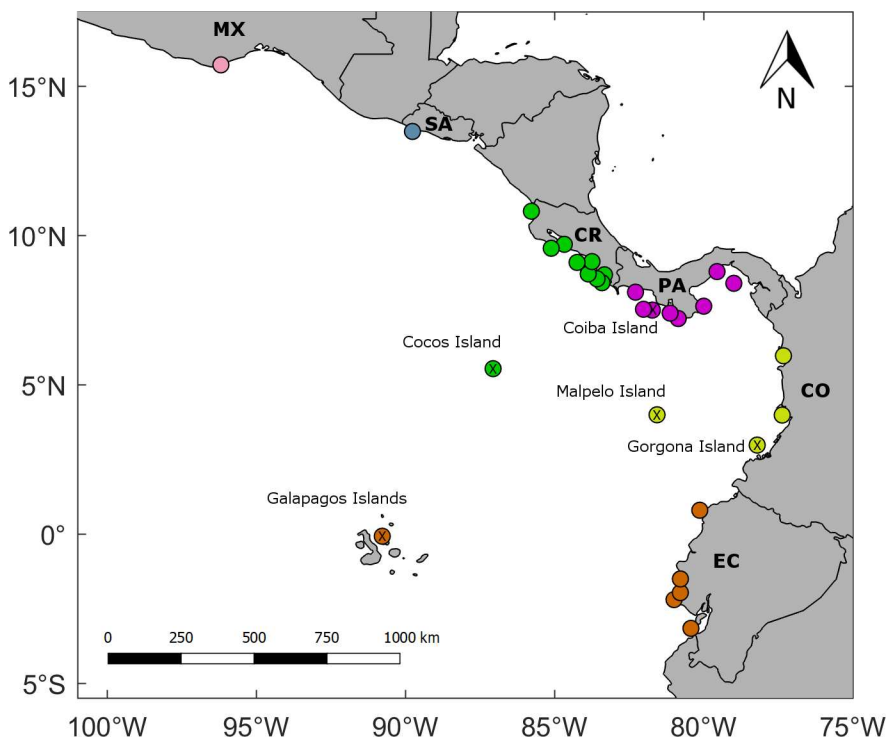 MX
15°N
N
SA
10°N
CR
PA
Coiba Island
Cocos Island
5°N
Malpelo Island
CO
Gorgona Island
Galapagos Islands
0°
EC
0 250 500 750 1000 km
5°S
100°W 95°W 90°W 85°W 80°W 75°W